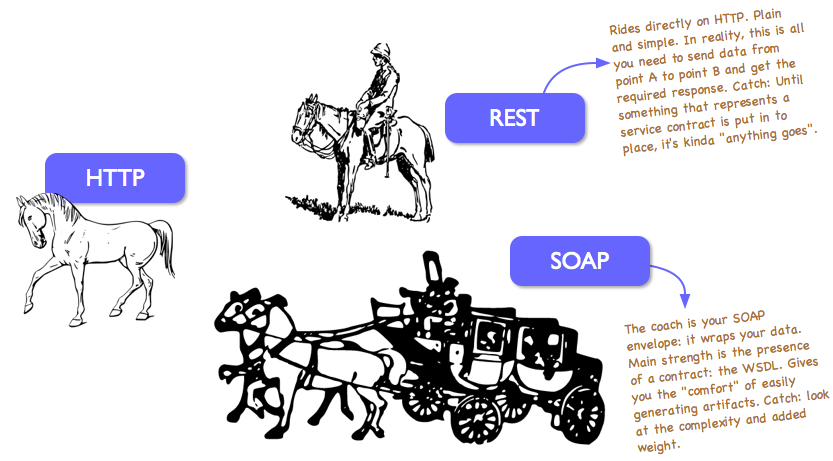 Rides directly on HTTP. Plain
and simple. In reality, this is all
you need to send data from
point A to point B and get the
required response. Catch: Until
something that represents a
service contract is put in to
place, it's kinda "anything goes".
REST
HTTP
SOAP
The coach is your SOAP
envelope: it wraps your data.
Main strength is the presence
of a contract: the WSDL. Gives
you the "comfort" of easily
generating artifacts. Catch: look
at the complexity and added
weight.